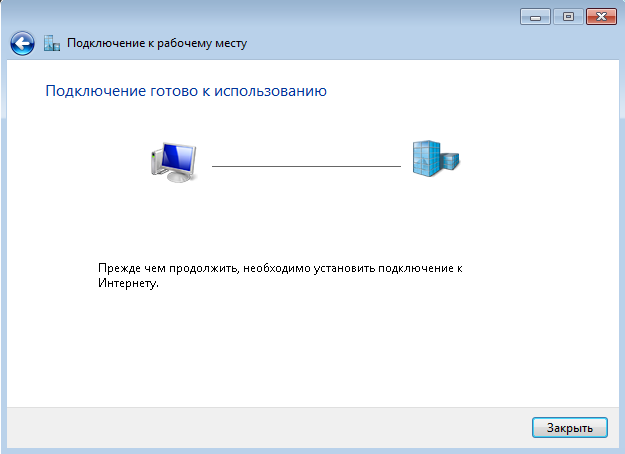 Подключение к рабочему месту
Подключение готово к использованию
Прежде чем продолжить, необходимо установить подключение к
Интернету.
Закрыть